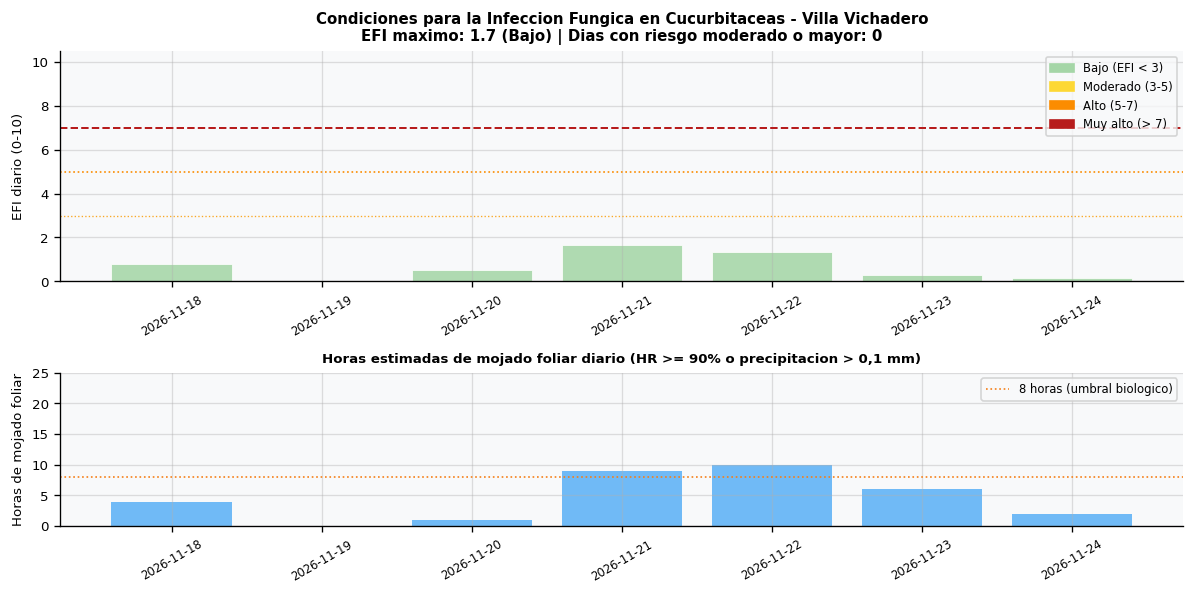 Condiciones para la Infeccion Fungica en Cucurbitaceas - Villa Vichadero
EFI maximo: 1.7 (Bajo) | Dias con riesgo moderado o mayor: 0
EFI diario (0-10)
10
8
6
4
2
0
Bajo (EFI < 3)
Moderado (3-5)
Alto (5-7)
Muy alto (> 7)
2026-11-18
2026-11-19
2026-11-20
2026-11-21
2026-11-22
2026-11-23
2026-11-24
Horas estimadas de mojado foliar diario (HR >= 90% o precipitacion > 0,1 mm)
Horas de mojado foliar
25
20
15
10
5
0
8 horas (umbral biologico)
2026-11-18
2026-11-19
2026-11-20
2026-11-21
2026-11-22
2026-11-23
2026-11-24